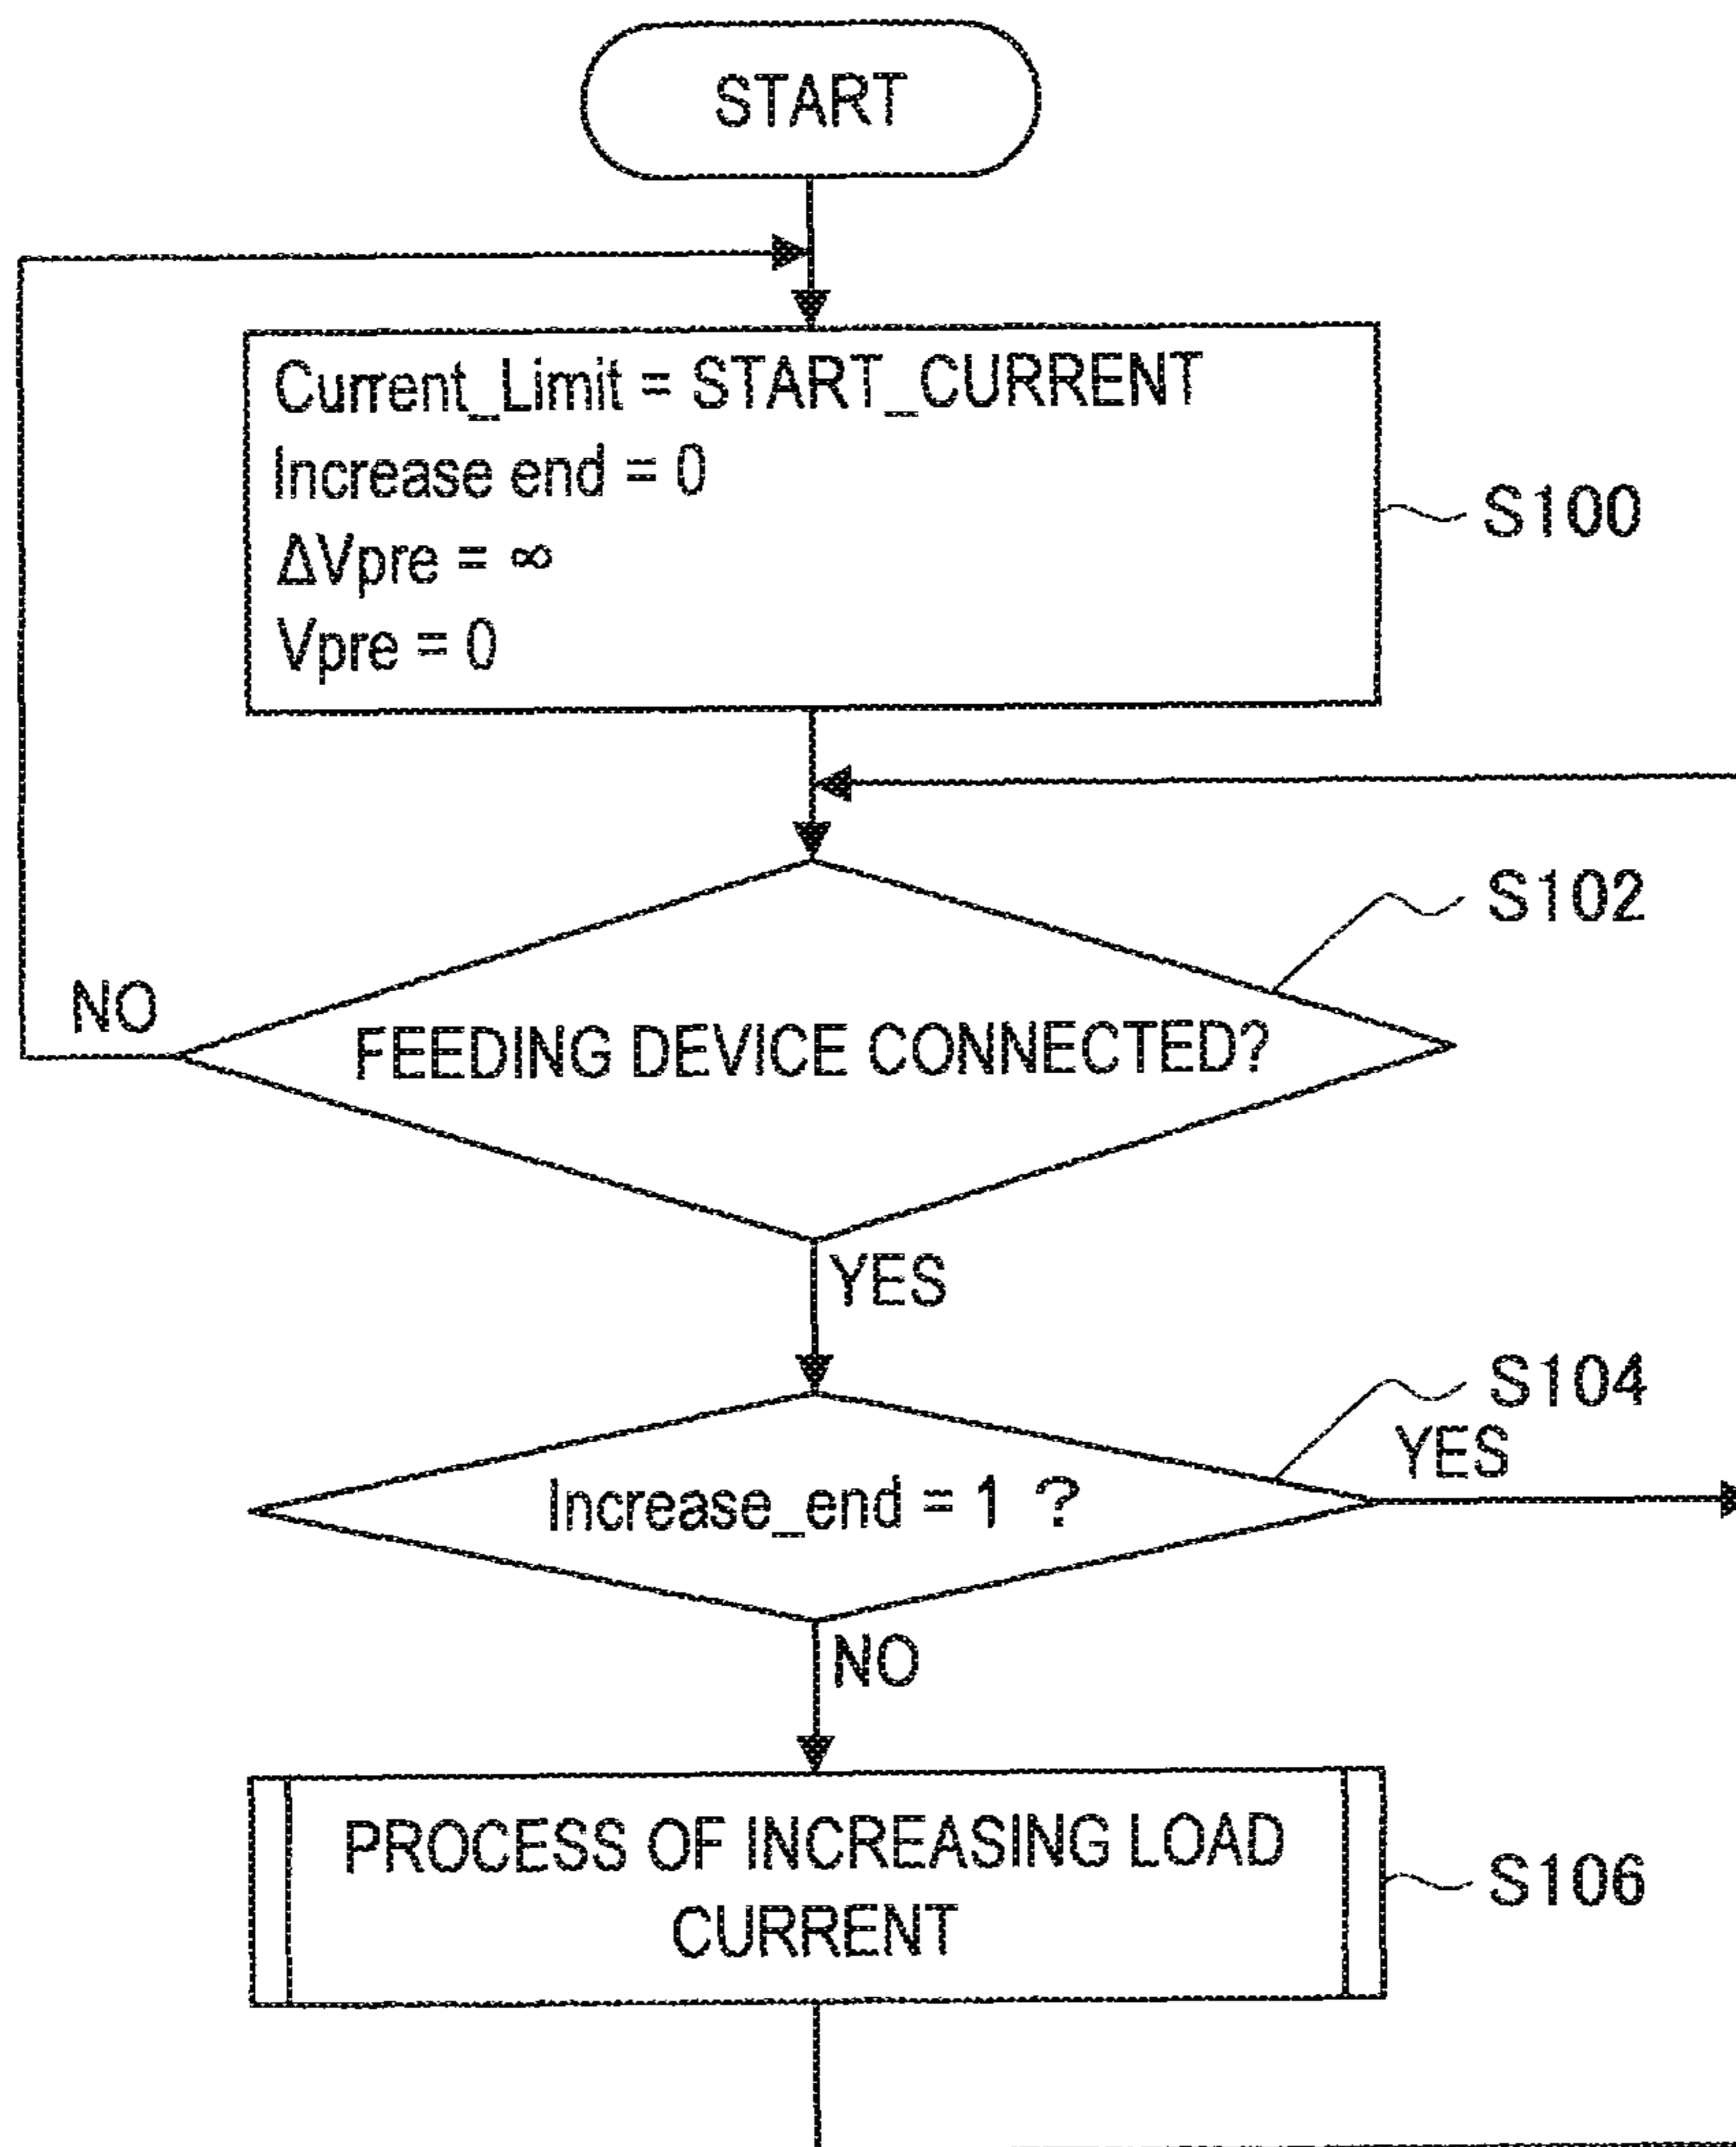 START
Current_Limit = START_CURRENT
Increase end = 0
ΔVpre = ∞
Vpre = 0
S100
S102
NO
FEEDING DEVICE CONNECTED?
YES
S104
YES
Increase_end = 1 ?
NO
PROCESS OF INCREASING LOAD
CURRENT
S106